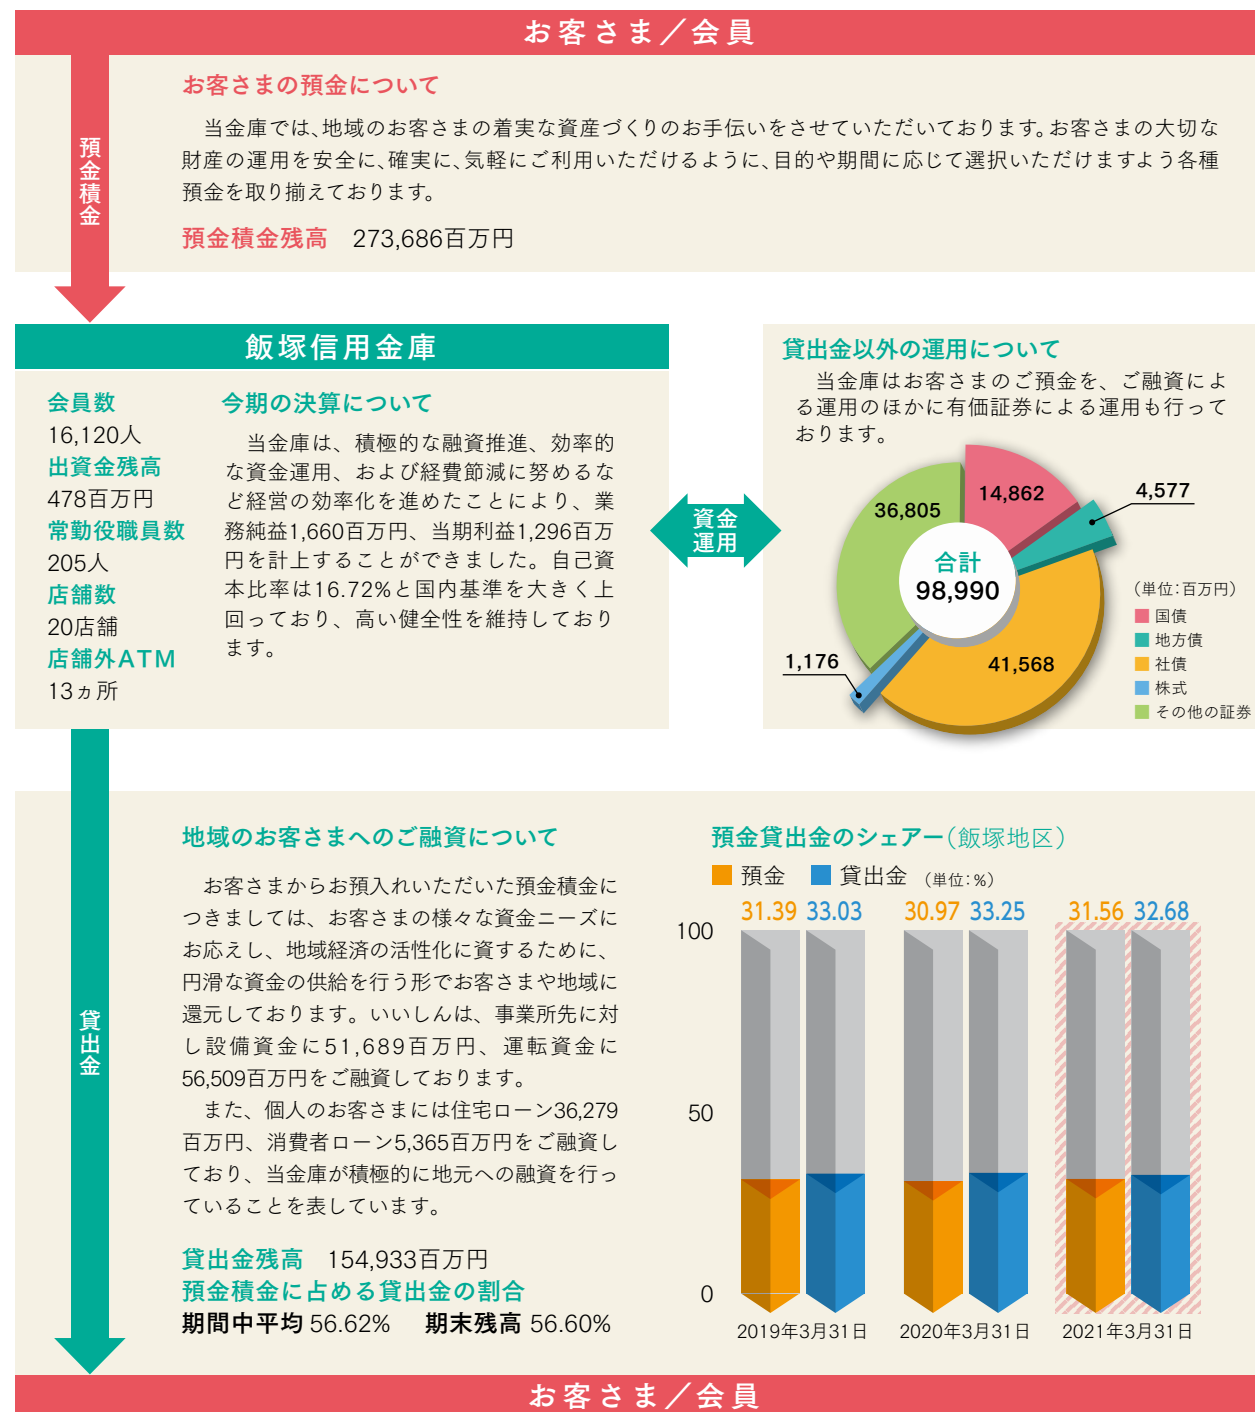 お客さま／会員
預金積金
お客さまの預金について
当金庫では、地域のお客さまの着実な資産づくりのお手伝いをさせていただいております。お客さまの大切な
財産の運用を安全に、確実に、気軽にご利用いただけるように、目的や期間に応じて選択いただけますよう各種
預金を取り揃えております。
預金積金残高　273,686百万円
飯塚信用金庫
会員数
16,120人
出資金残高
478百万円
常勤役職員数
205人
店舗数
20店舗
店舗外ATM
13ヵ所
今期の決算について
当金庫は、積極的な融資推進、効率的
な資金運用、および経費節減に努めるな
ど経営の効率化を進めたことにより、業
務純益1,660百万円、当期利益1,296百万
円を計上することができました。自己資
本比率は16.72%と国内基準を大きく上
回っており、高い健全性を維持しており
ます。
資金
運用
貸出金以外の運用について
当金庫はお客さまのご預金を、ご融資によ
る運用のほかに有価証券による運用も行って
おります。
14,862
4,577
36,805
合計
98,990
1,176
41,568
（単位：百万円）
国債
地方債
社債
株式
その他の証券
貸出金
地域のお客さまへのご融資について
お客さまからお預入れいただいた預金積金に
つきましては、お客さまの様々な資金ニーズに
お応えし、地域経済の活性化に資するために、
円滑な資金の供給を行う形でお客さまや地域に
還元しております。いいしんは、事業所先に対
し設備資金に51,689百万円、運転資金に
56,509百万円をご融資しております。
また、個人のお客さまには住宅ローン36,279
百万円、消費者ローン5,365百万円をご融資し
ており、当金庫が積極的に地元への融資を行っ
ていることを表しています。
貸出金残高　154,933百万円
預金積金に占める貸出金の割合
期間中平均 56.62%　期末残高 56.60%
預金貸出金のシェアー（飯塚地区）
預金　貸出金　（単位：%）
31.39 33.03 30.97 33.25 31.56 32.68
100
50
0
2019年3月31日　2020年3月31日　2021年3月31日
お客さま／会員